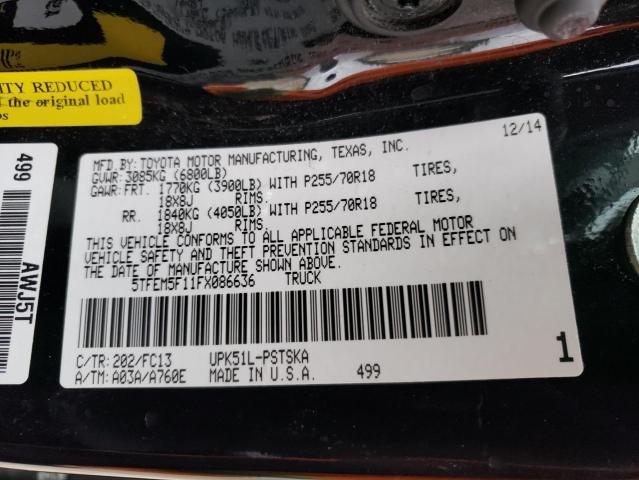 ITY REDUCED
the original load
499
AWJ5T
12/14
MFD.BY:TOYOTA MOTOR MANUFACTURING, TEXAS, INC.
GVWR:3085KG (6800LB)
GAWR:FRT. 1770KG (3900LB) WITH P255/70R18 TIRES,
18X8J RIMS.
RR. 1840KG (4050LB) WITH P255/70R18 TIRES,
18X8J RIMS.
THIS VEHICLE CONFORMS TO ALL APPLICABLE FEDERAL MOTOR
VEHICLE SAFETY AND THEFT PREVENTION STANDARDS IN EFFECT ON
THE DATE OF MANUFACTURE SHOWN ABOVE.
5TFEM5F11FX086636 TRUCK
C/TR:202/FC13 UPK51L-PSTSKA
A/TM:A03A/A760E MADE IN U.S.A. 499
1